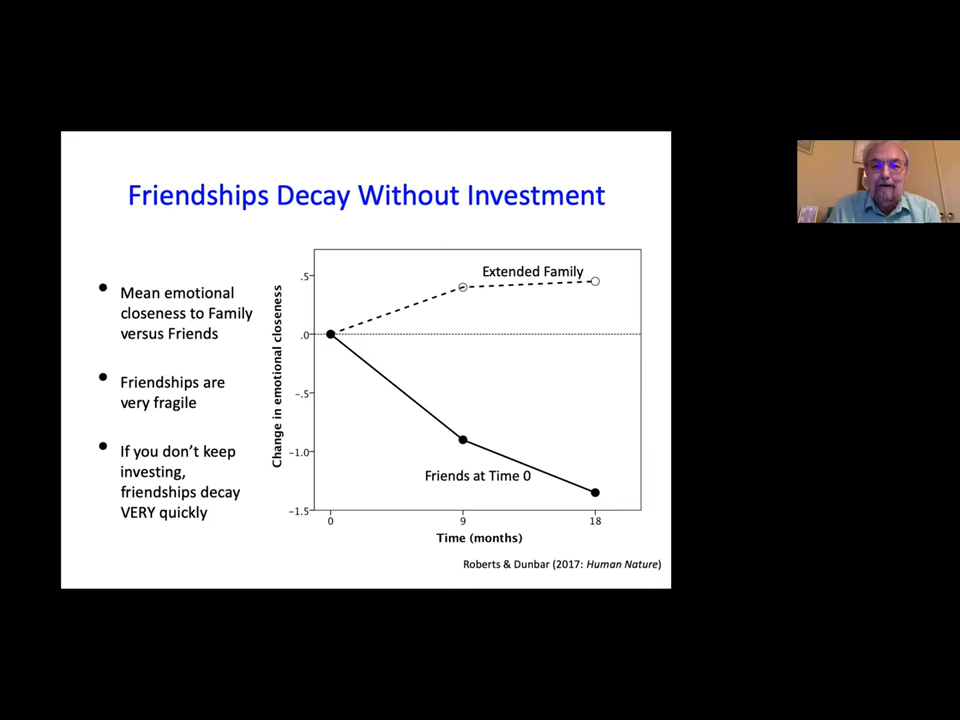 Friendships Decay Without Investment
• Mean emotional
closeness to Family
versus Friends
• Friendships are
very fragile
• If you don't keep
investing,
friendships decay
VERY quickly
Change in emotional closeness
.5
.0
-.5
-1.0
-1.5
Extended Family
Friends at Time 0
0 9 18
Time (months)
Roberts & Dunbar (2017: Human Nature)